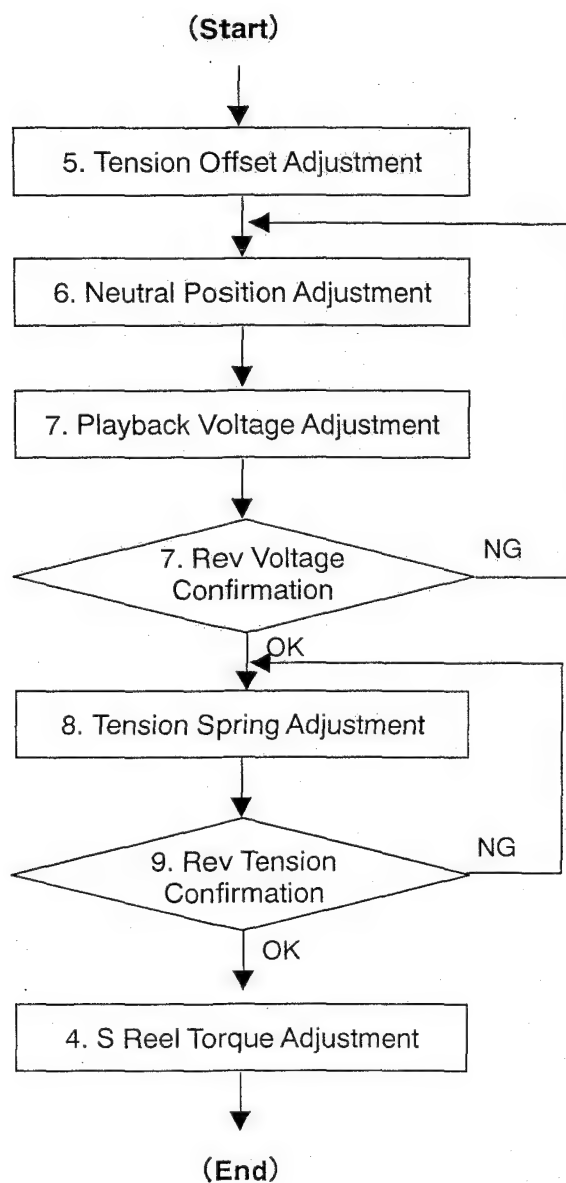 (Start)
5. Tension Offset Adjustment
6. Neutral Position Adjustment
7. Playback Voltage Adjustment
7. Rev Voltage
Confirmation
NG
OK
8. Tension Spring Adjustment
9. Rev Tension
Confirmation
NG
OK
4. S Reel Torque Adjustment
(End)